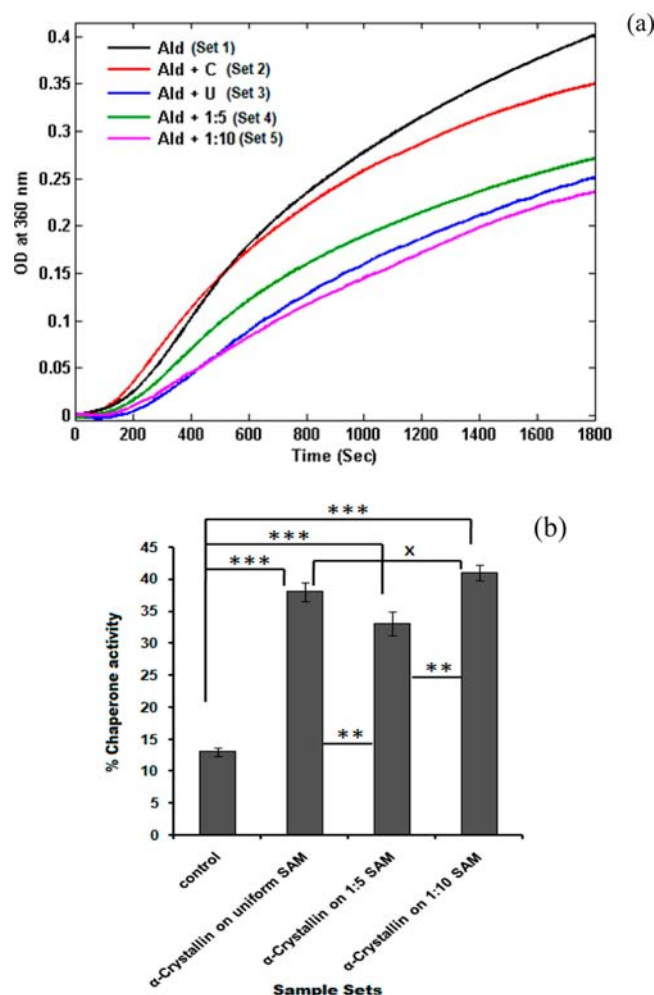 (a)
0.4
0.35
0.3
0.25
0.2
0.15
0.1
0.05
0
OD at 360 nm
Ald (Set 1)
Ald + C (Set 2)
Ald + U (Set 3)
Ald + 1:5 (Set 4)
Ald + 1:10 (Set 5)
0 200 400 600 800 1000 1200 1400 1600 1800
Time (Sec)
(b)
***
***
***
x
**
**
45
40
35
30
25
20
15
10
5
0
% Chaperone activity
control
α-Crystallin on uniform SAM
α-Crystallin on 1:5 SAM
α-Crystallin on 1:10 SAM
Sample Sets